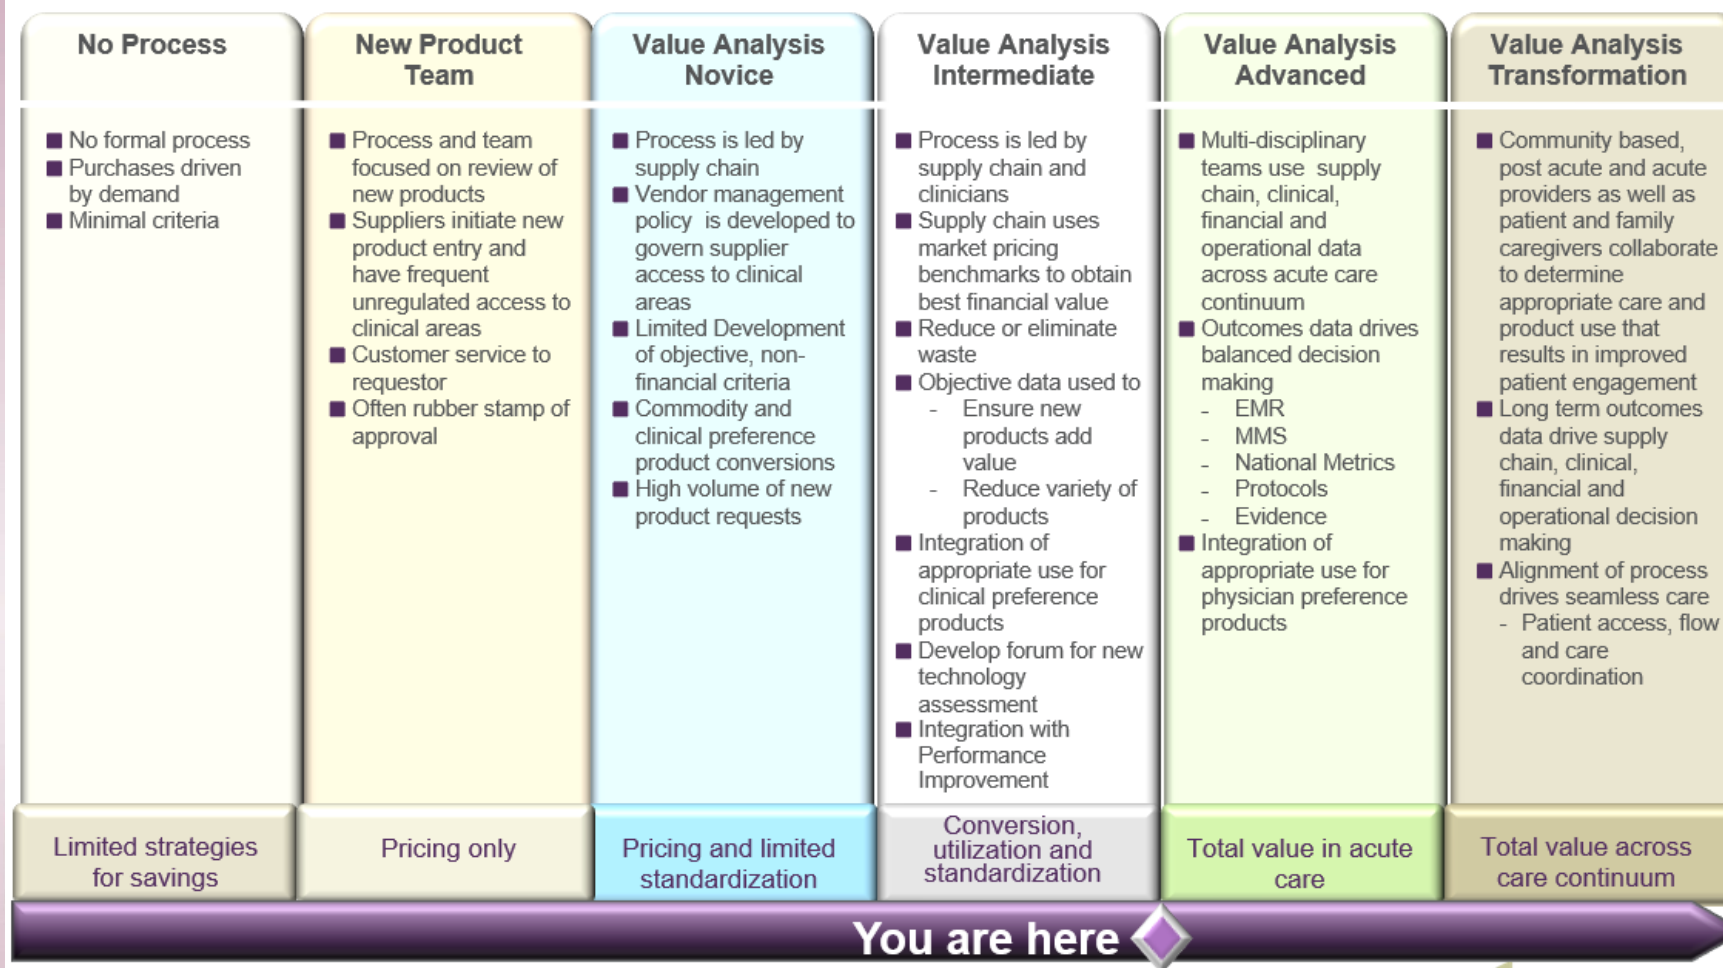 No Process
No formal process
Purchases driven
by demand
Minimal criteria
Limited strategies
for savings
New Product
Team
Process and team
focused on review of
new products
Suppliers initiate new
product entry and
have frequent
unregulated access to
clinical areas
Customer service to
requestor
Often rubber stamp of
approval
Pricing only
Value Analysis
Novice
Process is led by
supply chain
Vendor management
policy is developed to
govern supplier
access to clinical
areas
Limited Development
of objective, non-
financial criteria
Commodity and
clinical preference
product conversions
High volume of new
product requests
Pricing and limited
standardization
Value Analysis
Intermediate
Process is led by
supply chain and
clinicians
Supply chain uses
market pricing
benchmarks to obtain
best financial value
Reduce or eliminate
waste
Objective data used to
- Ensure new
products add
value
- Reduce variety of
products
Integration of
appropriate use for
clinical preference
products
Develop forum for new
technology
assessment
Integration with
Performance
Improvement
Conversion,
utilization and
standardization
Value Analysis
Advanced
Multi-disciplinary
teams use supply
chain, clinical,
financial and
operational data
across acute care
continuum
Outcomes data drives
balanced decision
making
- EMR
- MMS
- National Metrics
- Protocols
- Evidence
Integration of
appropriate use for
physician preference
products
Total value in acute
care
Value Analysis
Transformation
Community based,
post acute and acute
providers as well as
patient and family
caregivers collaborate
to determine
appropriate care and
product use that
results in improved
patient engagement
Long term outcomes
data drive supply
chain, clinical,
financial and
operational decision
making
Alignment of process
drives seamless care
- Patient access, flow
and care
coordination
Total value across
care continuum
You are here